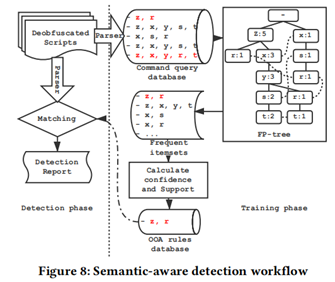 Deobfuscated
Scripts
Parser
- z, r
- z, x, y, s, t
- x, s, r
- z, x, y, s, t
- z, x, y, r, t
Command query
database
-
z:5
x:1
r:1
x:3
s:1
y:3
r:1
s:2
r:1
t:2
t:1
FP-tree
Parser
Matching
Detection
Report
- z, r
- z, x, y, t
- x, s
- x, r
- ...
Frequent
itemsets
Calculate
confidence
and Support
- z, r
OOA rules
database
Detection phase
Training phase
Figure 8: Semantic-aware detection workflow